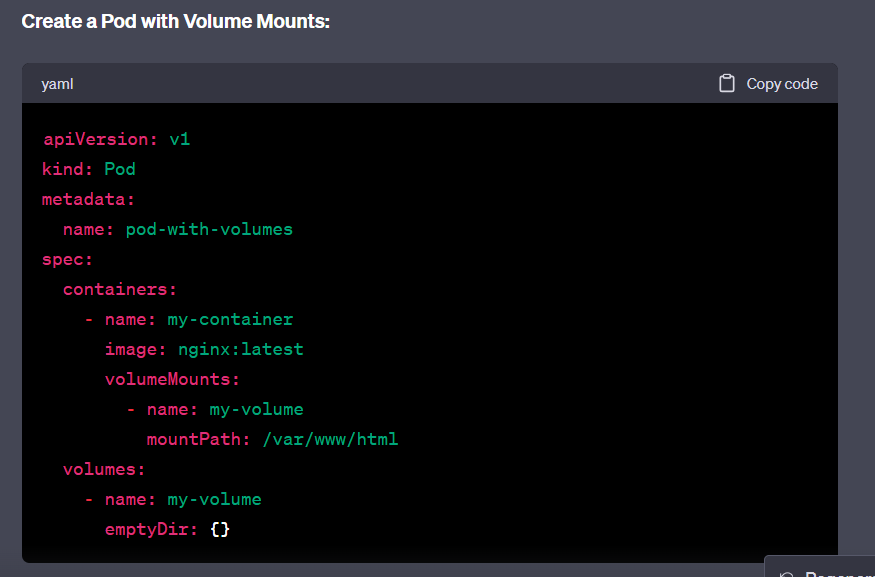 Create a Pod with Volume Mounts:
yaml
Copy code
apiVersion: v1
kind: Pod
metadata:
  name: pod-with-volumes
spec:
  containers:
    - name: my-container
      image: nginx:latest
      volumeMounts:
        - name: my-volume
          mountPath: /var/www/html
  volumes:
    - name: my-volume
      emptyDir: {}